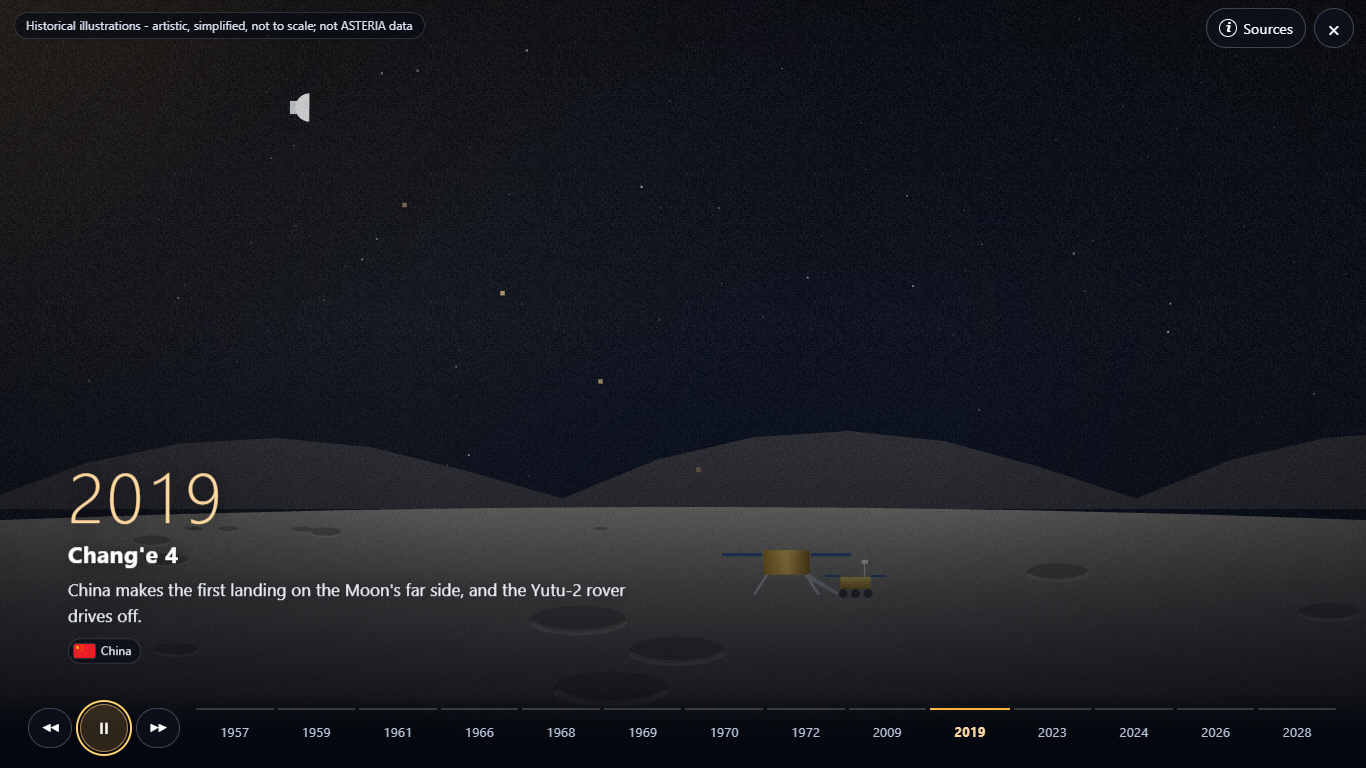 Historical illustrations - artistic, simplified, not to scale; not ASTERIA data
Sources
2019
Chang'e 4
China makes the first landing on the Moon's far side, and the Yutu-2 rover
drives off.
China
1957
1959
1961
1966
1968
1969
1970
1972
2009
2019
2023
2024
2026
2028